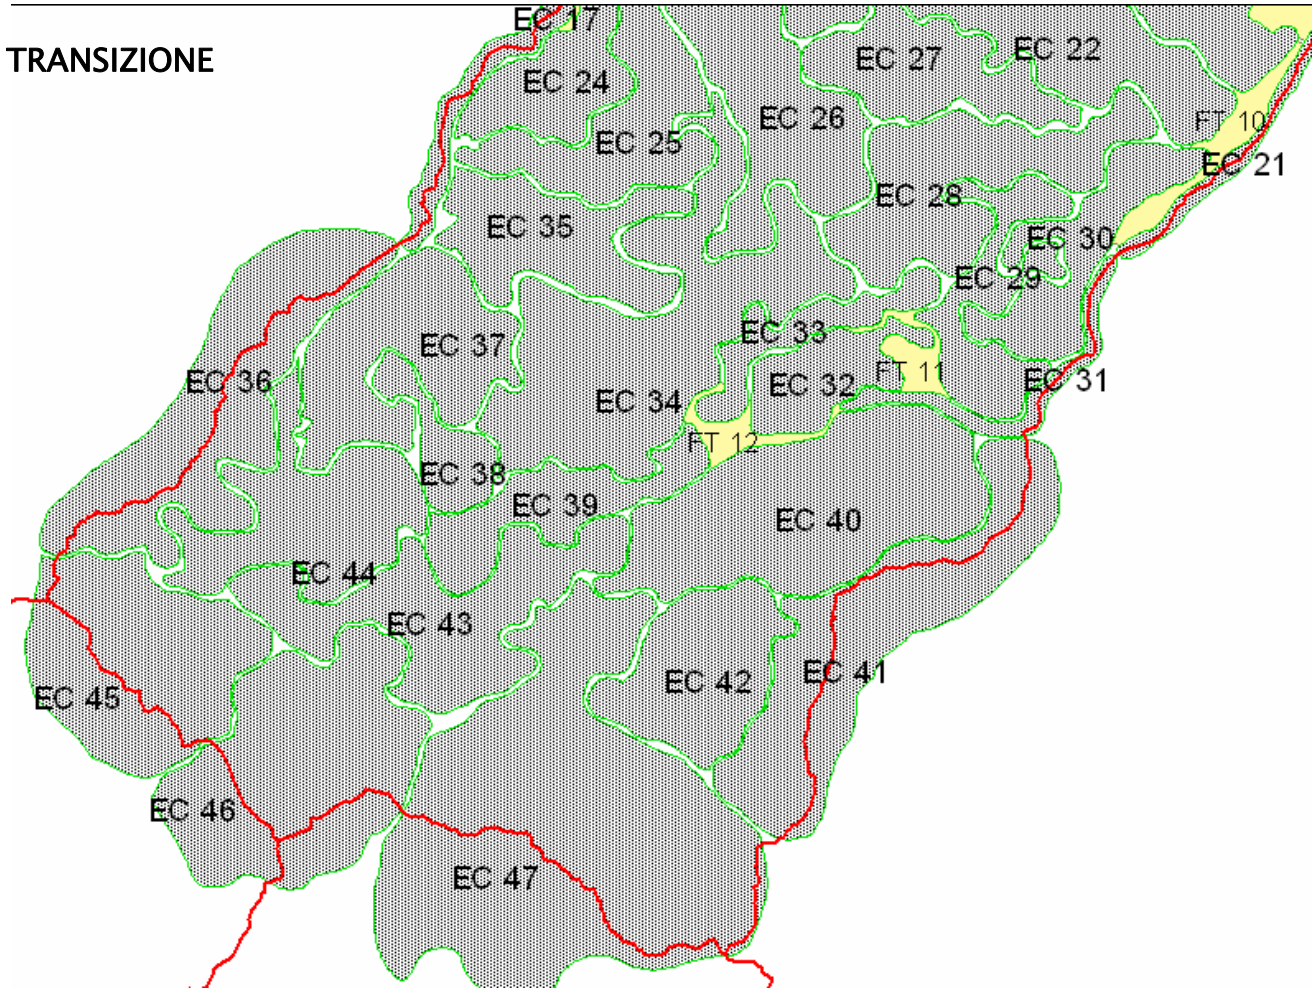 EC 17
TRANSIZIONE
EC 27
EC 22
EC 24
EC 26
FT 10
EC 25
EC 21
EC 28
EC 35
EC 30
EC 29
EC 33
EC 37
EC 36
FT 11
EC 31
EC 32
EC 34
FT 12
EC 38
EC 39
EC 40
EC 44
EC 43
EC 41
EC 42
EC 45
EC 46
EC 47